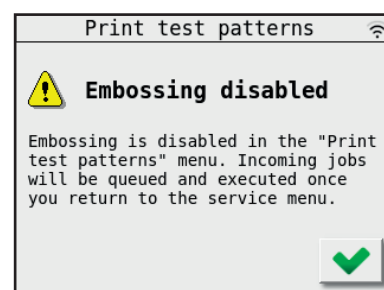 Print test patterns
Embossing disabled
Embossing is disabled in the "Print
test patterns" menu. Incoming jobs
will be queued and executed once
you return to the service menu.